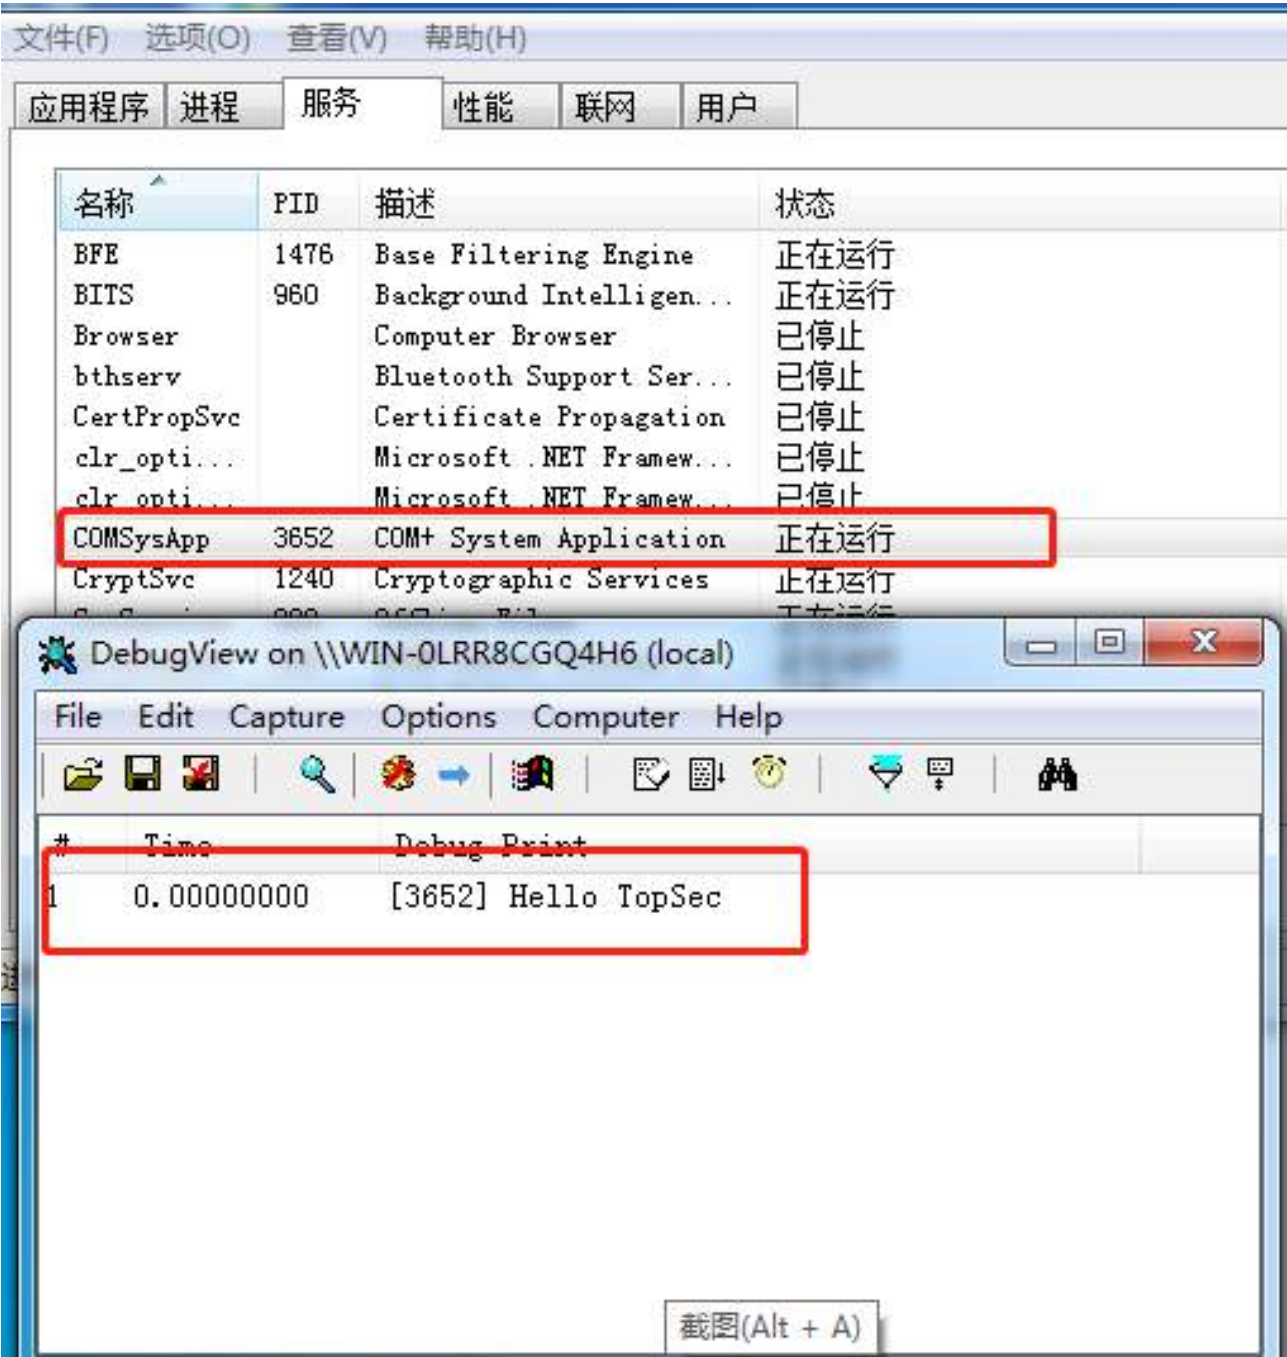 文件(F) 选项(O) 查看(V) 帮助(H)
应用程序 进程 服务 性能 联网 用户
名称 PID 描述 状态
BFE 1476 Base Filtering Engine 正在运行
BITS 960 Background Intelligen... 正在运行
Browser Computer Browser 已停止
bthserv Bluetooth Support Ser... 已停止
CertPropSvc Certificate Propagation 已停止
clr_opti... Microsoft .NET Framew... 已停止
clr_opti... Microsoft .NET Framew... 已停止
COMSysApp 3652 COM+ System Application 正在运行
CryptSvc 1240 Cryptographic Services 正在运行
正在运行
DebugView on \\WIN-0LRR8CGQ4H6 (local)
File Edit Capture Options Computer Help
# Time Debug Print
1 0.00000000 [3652] Hello TopSec
截图(Alt + A)